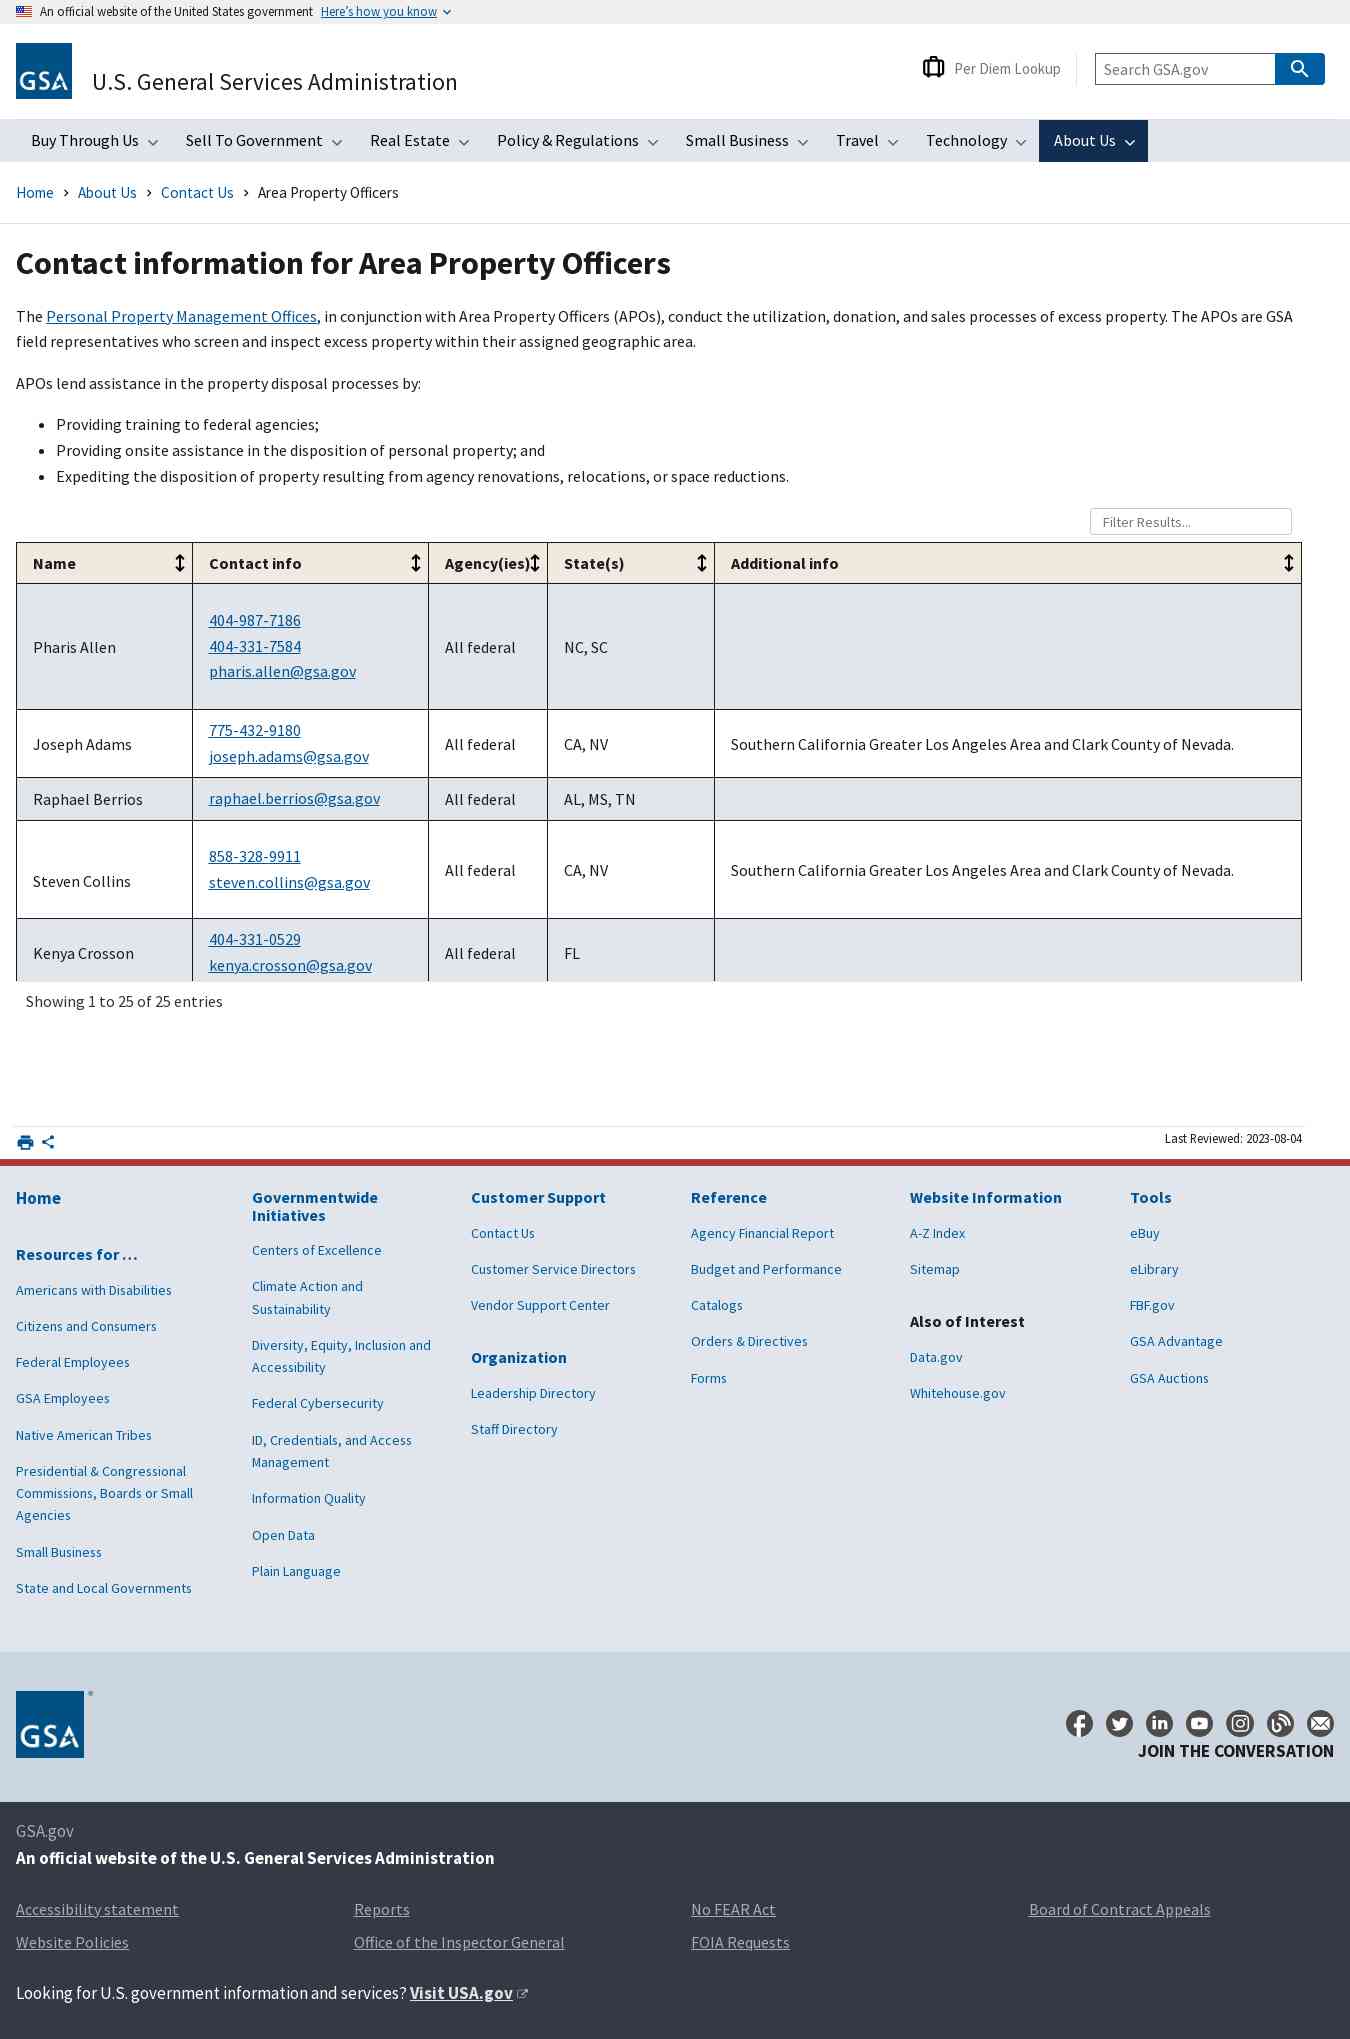 An official website of the United States government Here’s how you know
GSA
U.S. General Services Administration
Per Diem Lookup
Search GSA.gov
Buy Through Us Sell To Government Real Estate Policy & Regulations Small Business Travel Technology About Us
Home About Us Contact Us Area Property Officers
Contact information for Area Property Officers
The Personal Property Management Offices, in conjunction with Area Property Officers (APOs), conduct the utilization, donation, and sales processes of excess property. The APOs are GSA
field representatives who screen and inspect excess property within their assigned geographic area.
APOs lend assistance in the property disposal processes by:
Providing training to federal agencies;
Providing onsite assistance in the disposition of personal property; and
Expediting the disposition of property resulting from agency renovations, relocations, or space reductions.
Filter Results...
Name Contact info Agency(ies) State(s) Additional info
Pharis Allen
404-987-7186
404-331-7584
pharis.allen@gsa.gov
All federal
NC, SC
Joseph Adams
775-432-9180
joseph.adams@gsa.gov
All federal
CA, NV
Southern California Greater Los Angeles Area and Clark County of Nevada.
Raphael Berrios
raphael.berrios@gsa.gov
All federal
AL, MS, TN
Steven Collins
858-328-9911
steven.collins@gsa.gov
All federal
CA, NV
Southern California Greater Los Angeles Area and Clark County of Nevada.
Kenya Crosson
404-331-0529
kenya.crosson@gsa.gov
All federal
FL
Showing 1 to 25 of 25 entries
Last Reviewed: 2023-08-04
Home
Resources for …
Americans with Disabilities
Citizens and Consumers
Federal Employees
GSA Employees
Native American Tribes
Presidential & Congressional
Commissions, Boards or Small
Agencies
Small Business
State and Local Governments
Governmentwide
Initiatives
Centers of Excellence
Climate Action and
Sustainability
Diversity, Equity, Inclusion and
Accessibility
Federal Cybersecurity
ID, Credentials, and Access
Management
Information Quality
Open Data
Plain Language
Customer Support
Contact Us
Customer Service Directors
Vendor Support Center
Organization
Leadership Directory
Staff Directory
Reference
Agency Financial Report
Budget and Performance
Catalogs
Orders & Directives
Forms
Website Information
A-Z Index
Sitemap
Also of Interest
Data.gov
Whitehouse.gov
Tools
eBuy
eLibrary
FBF.gov
GSA Advantage
GSA Auctions
GSA
JOIN THE CONVERSATION
GSA.gov
An official website of the U.S. General Services Administration
Accessibility statement Reports No FEAR Act Board of Contract Appeals
Website Policies Office of the Inspector General FOIA Requests
Looking for U.S. government information and services? Visit USA.gov